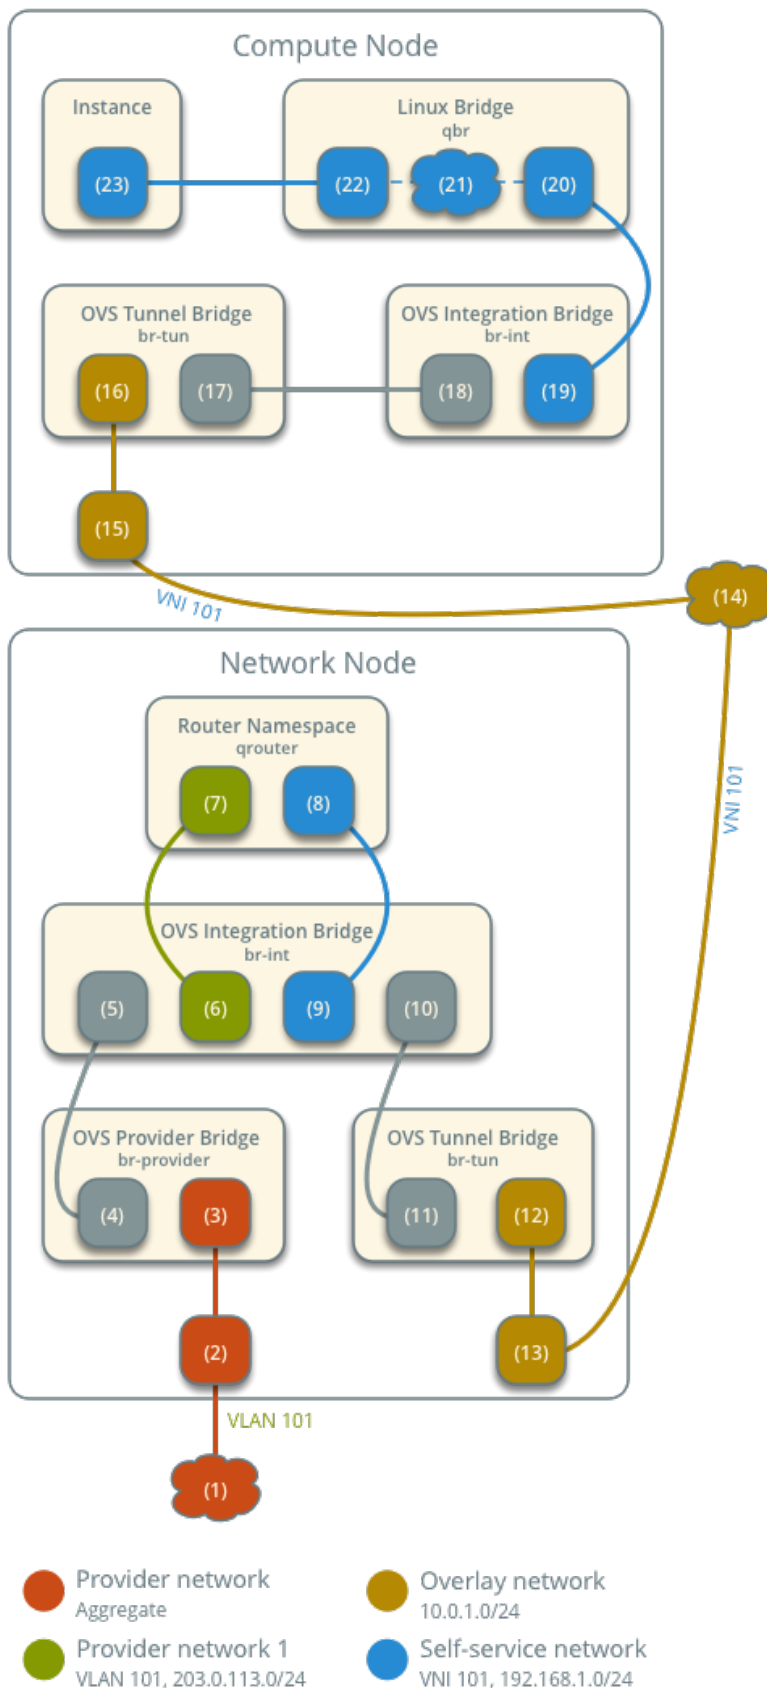 Compute Node
Instance
Linux Bridge
qbr
(23)
(22)
(21)
(20)
OVS Tunnel Bridge
br-tun
OVS Integration Bridge
br-int
(16)
(17)
(18)
(19)
(15)
VNI 101
(14)
Network Node
Router Namespace
qrouter
(7)
(8)
VNI 101
OVS Integration Bridge
br-int
(5)
(6)
(9)
(10)
OVS Provider Bridge
br-provider
OVS Tunnel Bridge
br-tun
(4)
(3)
(11)
(12)
(2)
(13)
VLAN 101
(1)
Provider network
Aggregate
Overlay network
10.0.1.0/24
Provider network 1
VLAN 101, 203.0.113.0/24
Self-service network
VNI 101, 192.168.1.0/24